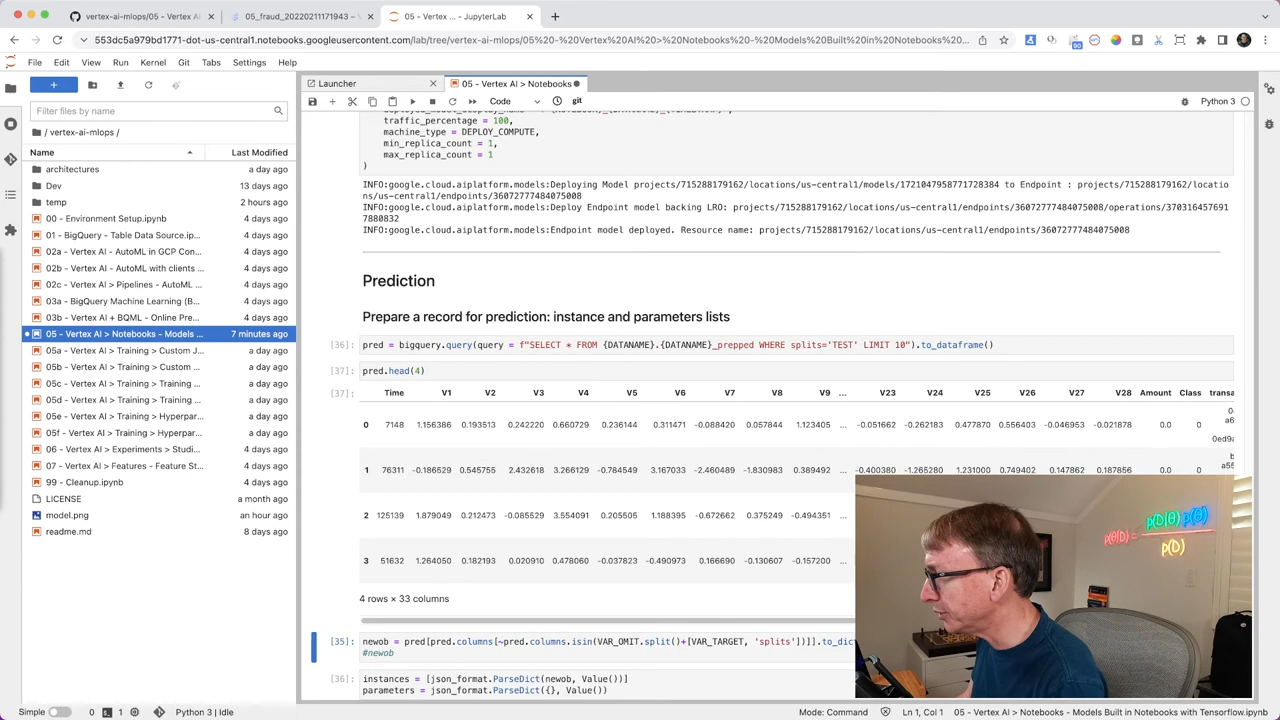 vertex-ai-mlops/05 - Vertex AI
05_fraud_20220211171943 – V
05 - Vertex ... - JupyterLab
553dc5a979bd1771-dot-us-central1.notebooks.googleusercontent.com/lab/tree/vertex-ai-mlops/05%20-%20Vertex%20AI%20>%20Notebooks%20-%20Models%20Built%20in%20Notebooks%20...
File Edit View Run Kernel Git Tabs Settings Help
Launcher
05 - Vertex AI > Notebooks
Filter files by name
Code
git
Python 3
/ vertex-ai-mlops /
Name Last Modified
architectures a day ago
Dev 13 days ago
temp 2 hours ago
00 - Environment Setup.ipynb 4 days ago
01 - BigQuery - Table Data Source.ip... 4 days ago
02a - Vertex AI - AutoML in GCP Con... 4 days ago
02b - Vertex AI - AutoML with clients ... 4 days ago
02c - Vertex AI > Pipelines - AutoML ... 4 days ago
03a - BigQuery Machine Learning (B... 4 days ago
03b - Vertex AI + BQML - Online Pre... 4 days ago
05 - Vertex AI > Notebooks - Models ... 7 minutes ago
05a - Vertex AI > Training > Custom J... a day ago
05b - Vertex AI > Training > Custom ... a day ago
05c - Vertex AI > Training > Training ... a day ago
05d - Vertex AI > Training > Training ... a day ago
05e - Vertex AI > Training > Hyperpar... a day ago
05f - Vertex AI > Training > Hyperpar... a day ago
06 - Vertex AI > Experiments > Studi... a day ago
07 - Vertex AI > Features - Feature St... a day ago
99 - Cleanup.ipynb 4 days ago
LICENSE a month ago
model.png an hour ago
readme.md 8 days ago
traffic_percentage = 100,
machine_type = DEPLOY_COMPUTE,
min_replica_count = 1,
max_replica_count = 1
)
INFO:google.cloud.aiplatform.models:Deploying Model projects/715288179162/locations/us-central1/models/1721047958771728384 to Endpoint : projects/715288179162/locatio
ns/us-central1/endpoints/36072777484075008
INFO:google.cloud.aiplatform.models:Deploy Endpoint model backing LRO: projects/715288179162/locations/us-central1/endpoints/36072777484075008/operations/370316457691
7880832
INFO:google.cloud.aiplatform.models:Endpoint model deployed. Resource name: projects/715288179162/locations/us-central1/endpoints/36072777484075008
Prediction
Prepare a record for prediction: instance and parameters lists
[36]: pred = bigquery.query(query = f"SELECT * FROM {DATANAME}.{DATANAME}_prepped WHERE splits='TEST' LIMIT 10").to_dataframe()
[37]: pred.head(4)
[37]: Time V1 V2 V3 V4 V5 V6 V7 V8 V9 ... V23 V24 V25 V26 V27 V28 Amount Class transa
0 7148 1.156386 0.193513 0.242220 0.660729 0.236144 0.311471 -0.088420 0.057844 1.123405 ... -0.051662 -0.262183 0.477870 0.556403 -0.046953 -0.021878 0.0 0
a6
0ed9a
1 76311 -0.186529 0.545755 2.432618 3.266129 -0.784549 3.167033 -2.460489 -1.830983 0.389492 ... -0.400380 -1.265280 1.231000 0.749402 0.147862 0.187856 0.0 0
a55
2 125139 1.879049 0.212473 -0.085529 3.554091 0.205505 1.188395 -0.672662 0.375249 -0.494351 ...
3 51632 1.264050 0.182193 0.020910 0.478060 -0.037823 -0.490973 0.166690 -0.130607 -0.157200 ...
4 rows × 33 columns
[35]: newob = pred[pred.columns[~pred.columns.isin(VAR_OMIT.split()+[VAR_TARGET, 'splits'])]].to_dic
#newob
[36]: instances = [json_format.ParseDict(newob, Value())]
parameters = json_format.ParseDict({}, Value())
p(θ|D) = p(D|θ) p(θ)
p(D)
Simple 0 1 Python 3 | Idle
Mode: Command Ln 1, Col 1 05 - Vertex AI > Notebooks - Models Built in Notebooks with Tensorflow.ipynb